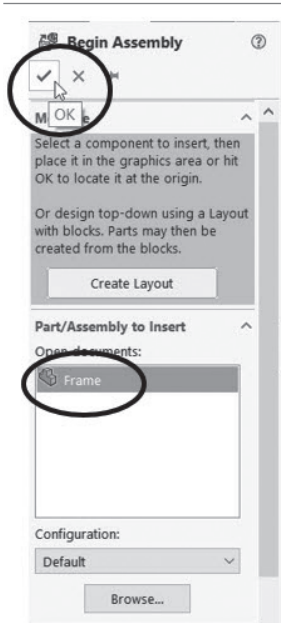 Begin Assembly
OK
Select a component to insert, then
place it in the graphics area or hit
OK to locate it at the origin.
Or design top-down using a Layout
with blocks. Parts may then be
created from the blocks.
Create Layout
Part/Assembly to Insert
Open documents:
Frame
Configuration:
Default
Browse...